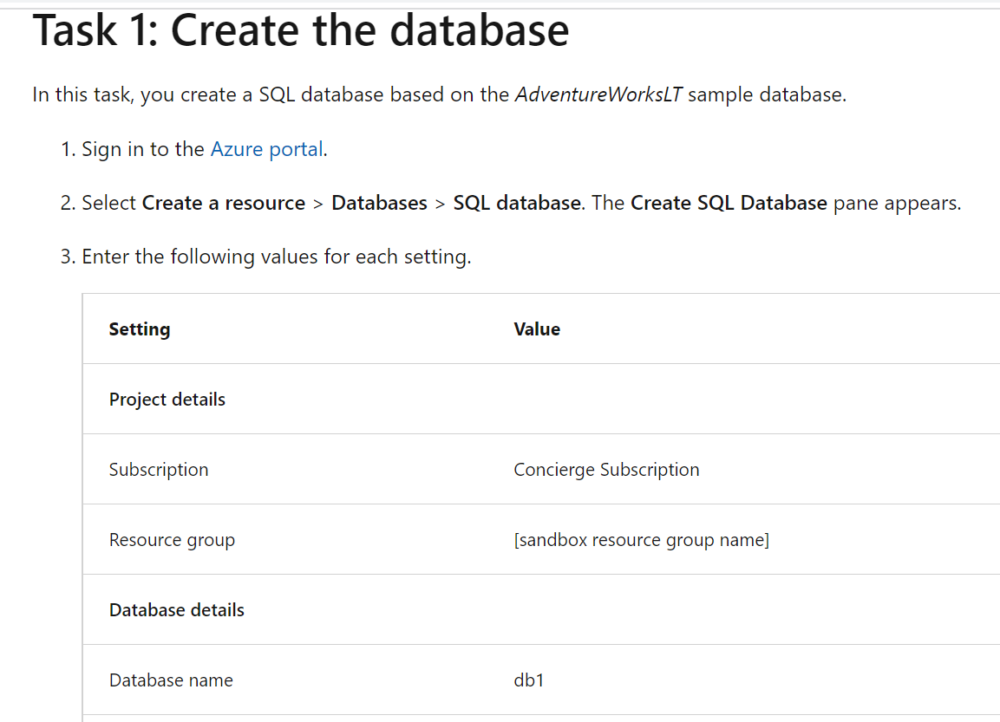 Task 1: Create the database
In this task, you create a SQL database based on the AdventureWorksLT sample database.
1. Sign in to the Azure portal.
2. Select Create a resource > Databases > SQL database. The Create SQL Database pane appears.
3. Enter the following values for each setting.
Setting Value
Project details
Subscription Concierge Subscription
Resource group [sandbox resource group name]
Database details
Database name db1